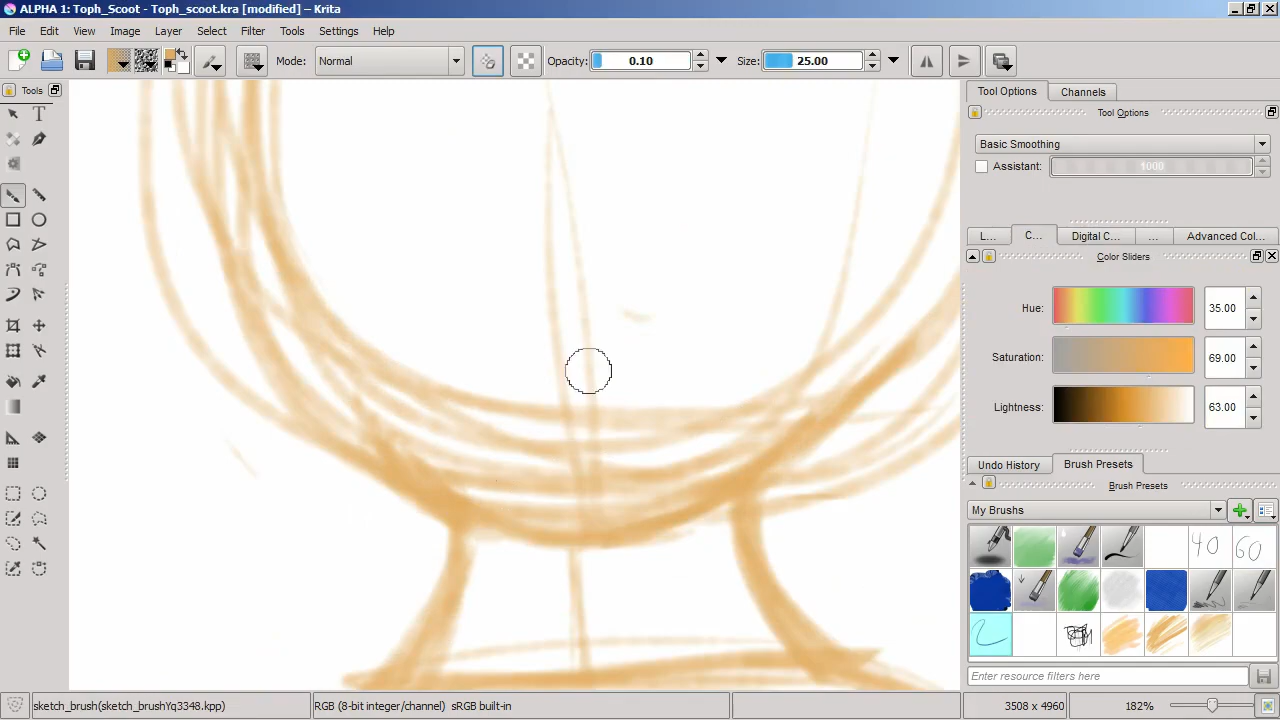 ALPHA 1: Toph_Scoot - Toph_scoot.kra [modified] - Krita
File Edit View Image Layer Select Filter Tools Settings Help
Mode: Normal Opacity: 0.10 Size: 25.00
Tools
Tool Options Channels
Tool Options
Basic Smoothing
Assistant: 1000
L... C... Digital C... ... Advanced Col...
Color Sliders
Hue: 35.00
Saturation: 69.00
Lightness: 63.00
Undo History Brush Presets
Brush Presets
My Brushes
40 60
Enter resource filters here
sketch_brush(sketch_brushYq3348.kpp) RGB (8-bit integer/channel) sRGB built-in 3508 x 4960 182%